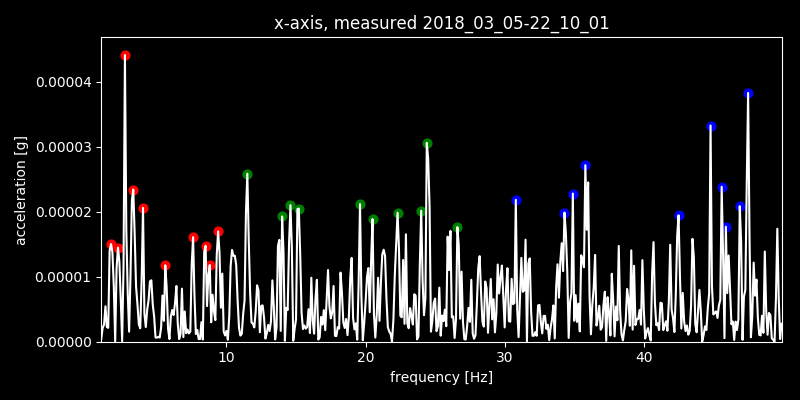 x-axis, measured 2018_03_05-22_10_01
acceleration [g]
0.00004
0.00003
0.00002
0.00001
0.00000
10 20 30 40
frequency [Hz]